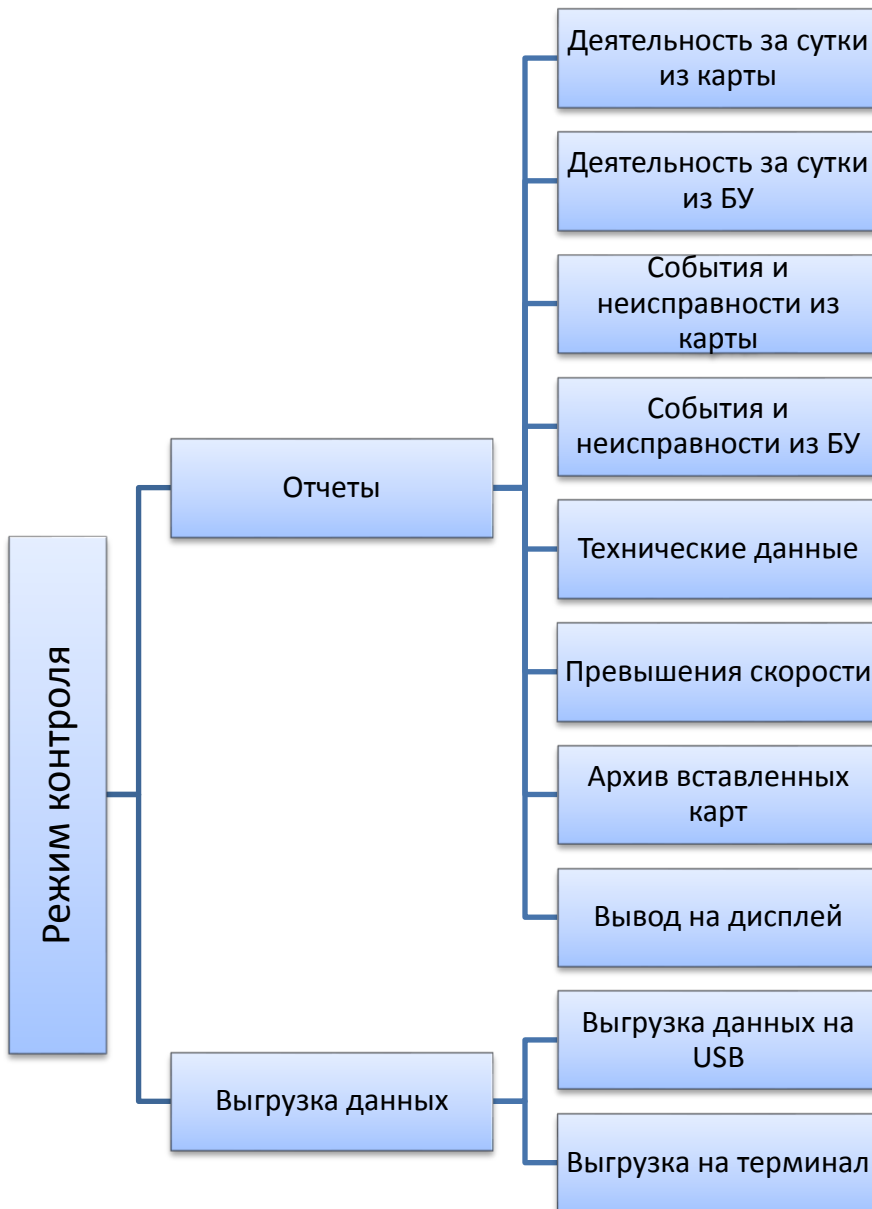 Режим контроля
Отчеты
Деятельность за сутки
из карты
Деятельность за сутки
из БУ
События и
неисправности из
карты
События и
неисправности из БУ
Технические данные
Превышения скорости
Архив вставленных
карт
Вывод на дисплей
Выгрузка данных
Выгрузка данных на
USB
Выгрузка на терминал